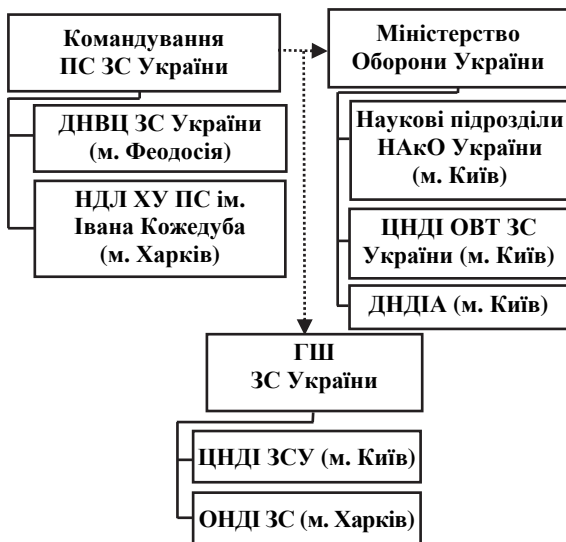 Командування
ПС ЗС України
ДНВЦ ЗС України
(м. Феодосія)
НДЛ ХУ ПС ім.
Івана Кожедуба
(м. Харків)
Міністерство
Оборони України
Наукові підрозділи
НАкО України
(м. Київ)
ЦНДІ ОВТ ЗС
України (м. Київ)
ДНДІА (м. Київ)
ГШ
ЗС України
ЦНДІ ЗСУ (м. Київ)
ОНДІ ЗС (м. Харків)